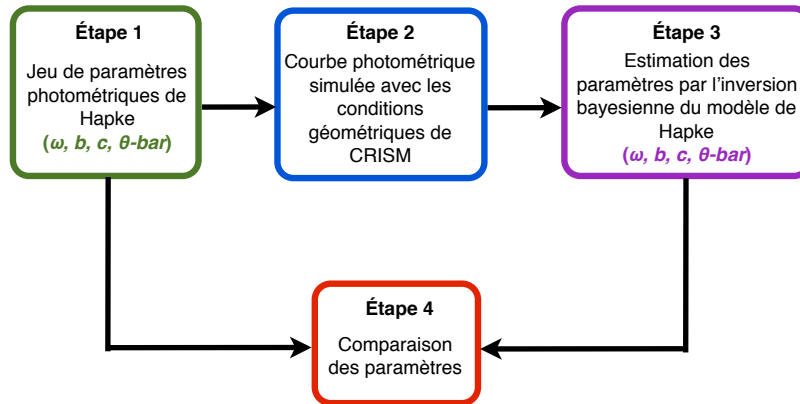 Étape 1
Jeu de paramètres
photométriques de
Hapke
(ω, b, c, θ-bar)
Étape 2
Courbe photométrique
simulée avec les
conditions
géométriques de
CRISM
Étape 3
Estimation des
paramètres par l'inversion
bayesienne du modèle de
Hapke
(ω, b, c, θ-bar)
Étape 4
Comparaison
des paramètres